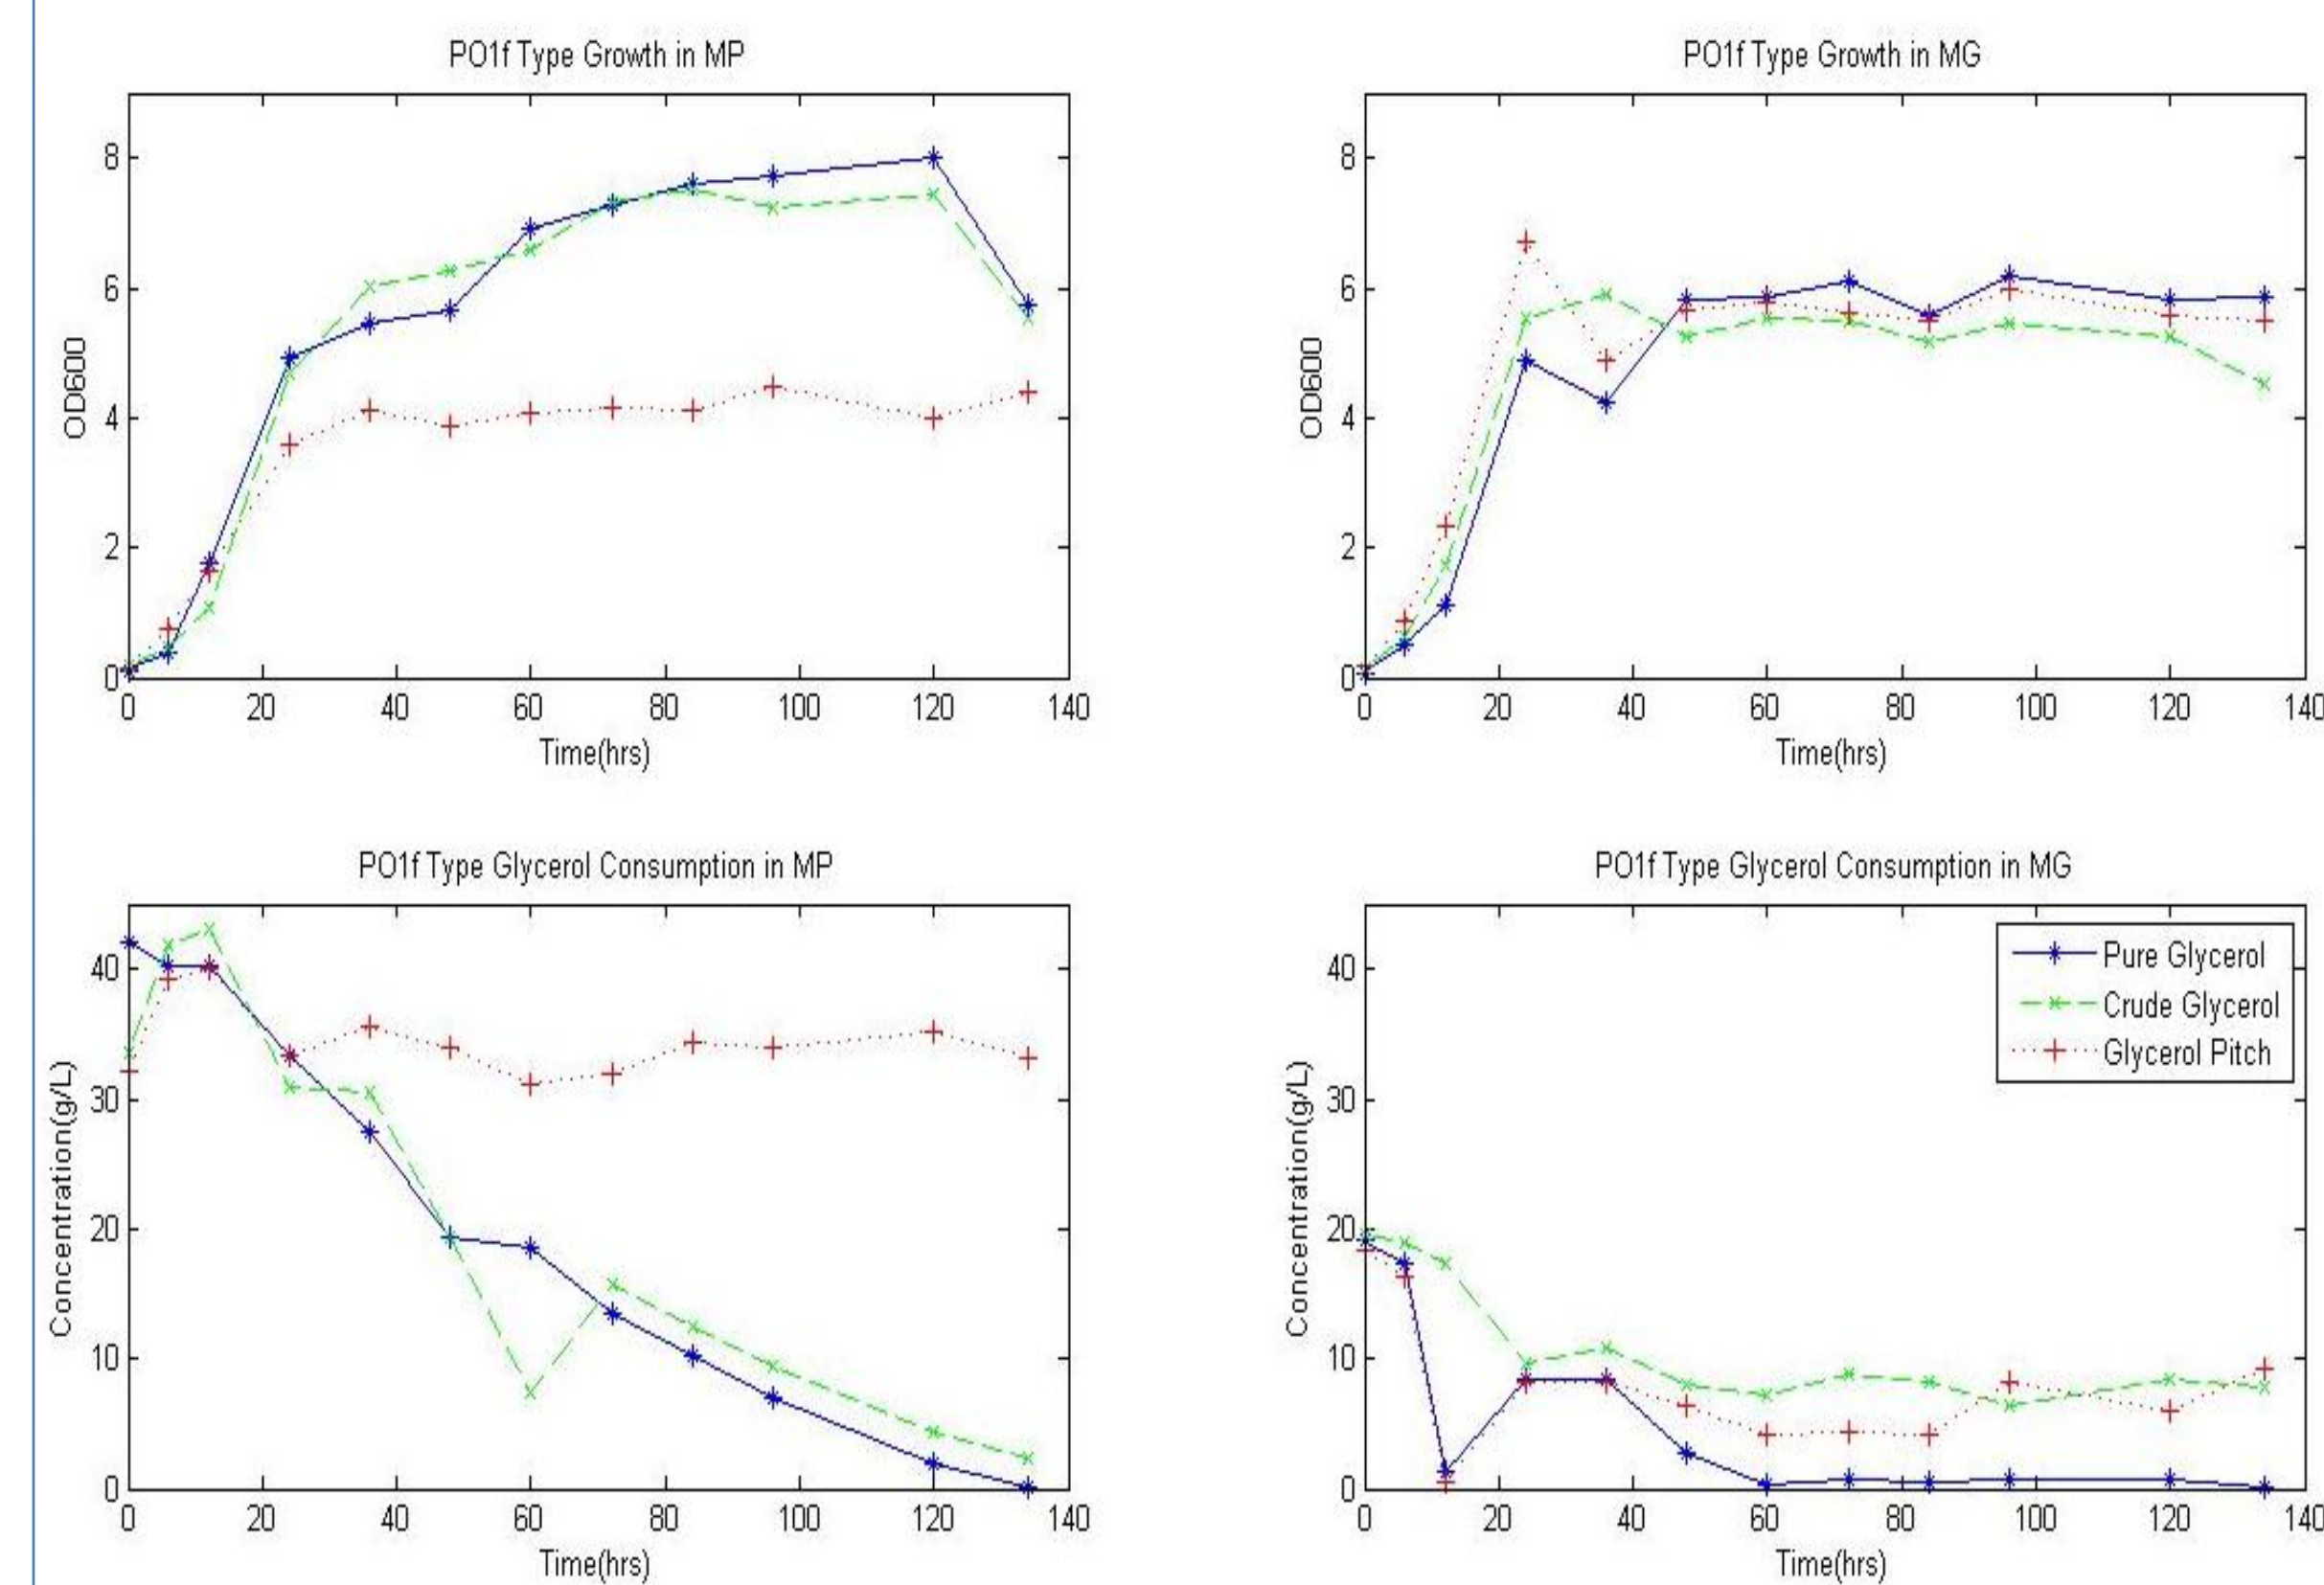 PO1f Type Growth in MP
8
6
4
2
0
OD600
0 20 40 60 80 100 120 140
Time(hrs)
PO1f Type Growth in MG
8
6
4
2
0
OD600
0 20 40 60 80 100 120 140
Time(hrs)
PO1f Type Glycerol Consumption in MP
40
30
20
10
0
Concentration(g/L)
0 20 40 60 80 100 120 140
Time(hrs)
PO1f Type Glycerol Consumption in MG
40
30
20
10
0
Concentration(g/L)
Pure Glycerol
Crude Glycerol
Glycerol Pitch
0 20 40 60 80 100 120 140
Time(hrs)